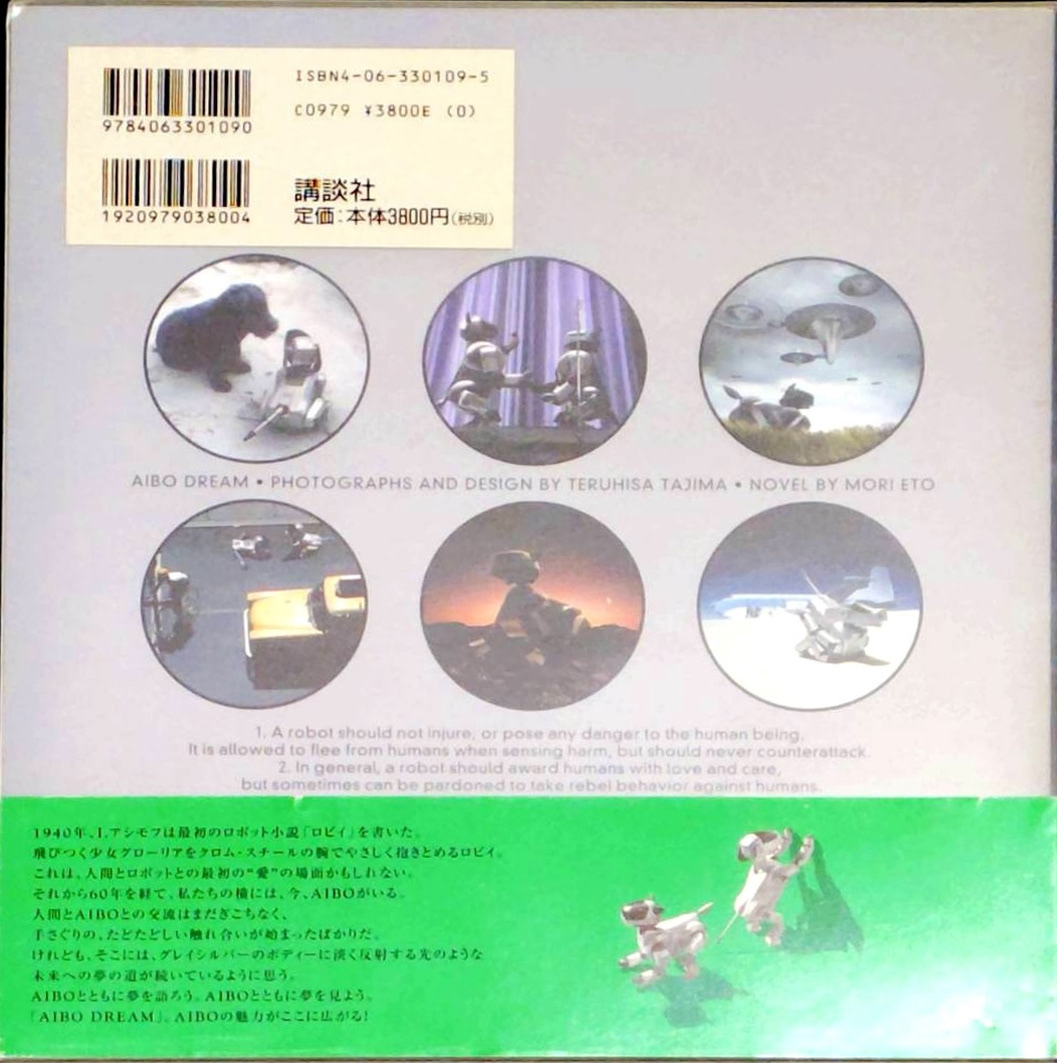 ISBN4-06-330109-5
C0979 ¥3800E (0)
9784063301090
1920979038004
講談社
定価:本体3800円(税別)
AIBO DREAM • PHOTOGRAPHS AND DESIGN BY TERUHISA TAJIMA • NOVEL BY MORI ETO
1. A robot should not injure, or pose any danger to the human being.
It is allowed to flee from humans when sensing harm, but should never counterattack.
2. In general, a robot should award humans with love and care,
but sometimes can be pardoned to take rebel behavior against humans.
1940年、I.アシモフは最初のロボット小説「ロビイ」を書いた。
飛びつく少女グローリアをクロム・スチールの腕でやさしく抱きとめるロビイ。
これは、人間とロボットとの最初の“愛”の場面かもしれない。
それから60年を経て、私たちの横には、今、AIBOがいる。
人間とAIBOとの交流はまだぎこちなく、
手さぐりの、たどたどしい触れ合いが始まったばかりだ。
けれども、そこには、グレイシルバーのボディーに淡く反射する光のような
未来への夢の道が続いているように思う。
AIBOとともに夢を語ろう。AIBOとともに夢を見よう。
「AIBO DREAM」。AIBOの魅力がここに広がる!